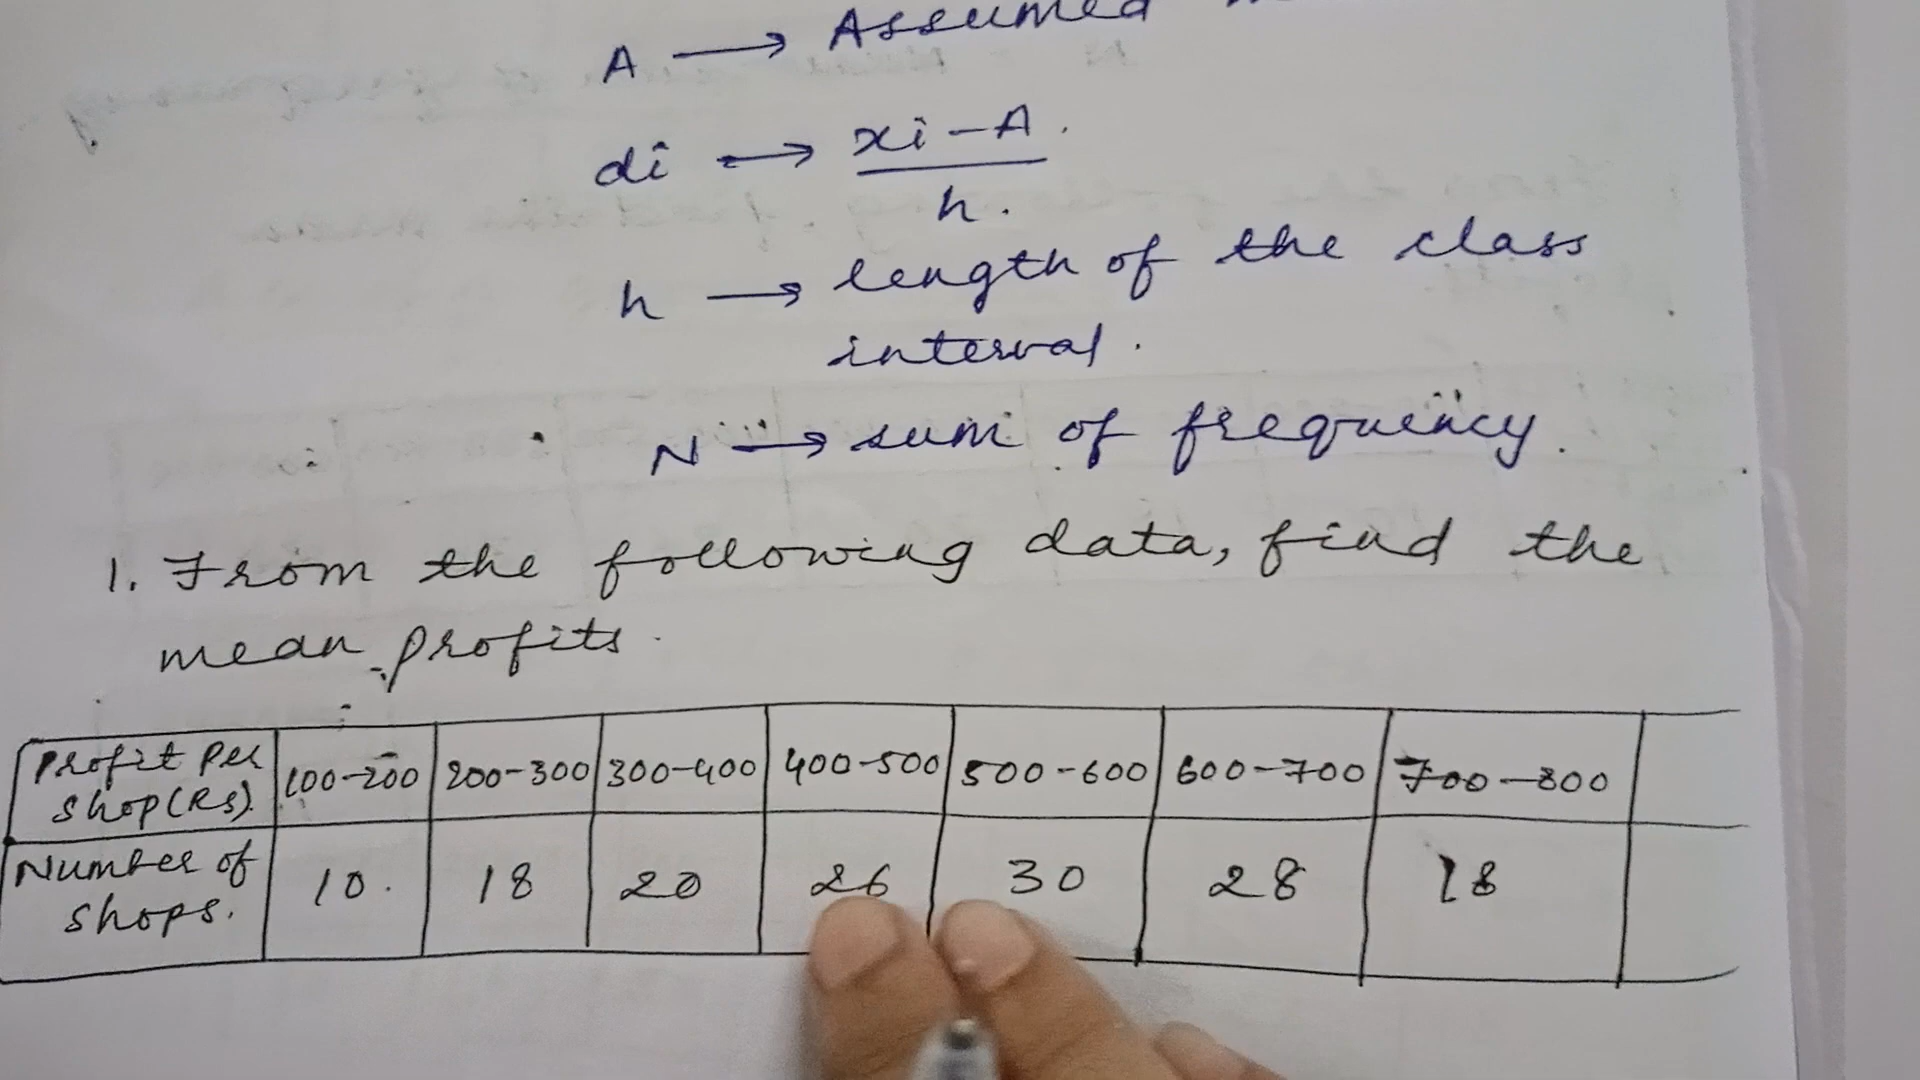 A → Assumed
di → xi - A.
h.
h → length of the class
interval.
N → sum of frequency.
1. From the following data, find the
mean profits.
Profit Per shop (Rs). 100-200 200-300 300-400 400-500 500-600 600-700 700-800
Number of shops. 10. 18 20 26 30 28 18